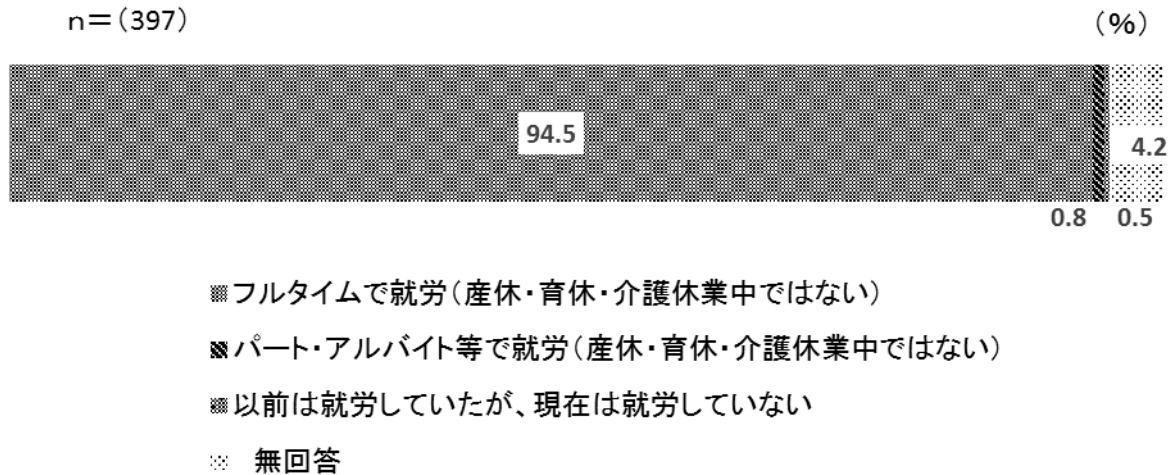 n=(397) (%)
94.5
4.2
0.8 0.5
フルタイムで就労(産休・育休・介護休業中ではない)
パート・アルバイト等で就労(産休・育休・介護休業中ではない)
以前は就労していたが、現在は就労していない
無回答